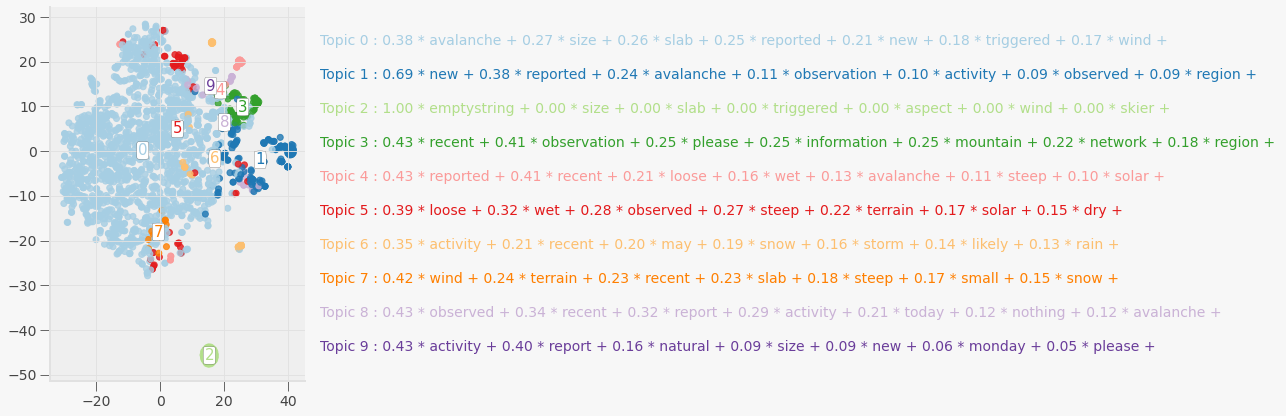 30
20
10
0
−10
−20
−30
−40
−50
−20 0 20 40
9
4
3
8
5
0
6
1
7
2
Topic 0 : 0.38 * avalanche + 0.27 * size + 0.26 * slab + 0.25 * reported + 0.21 * new + 0.18 * triggered + 0.17 * wind +
Topic 1 : 0.69 * new + 0.38 * reported + 0.24 * avalanche + 0.11 * observation + 0.10 * activity + 0.09 * observed + 0.09 * region +
Topic 2 : 1.00 * emptystring + 0.00 * size + 0.00 * slab + 0.00 * triggered + 0.00 * aspect + 0.00 * wind + 0.00 * skier +
Topic 3 : 0.43 * recent + 0.41 * observation + 0.25 * please + 0.25 * information + 0.25 * mountain + 0.22 * network + 0.18 * region +
Topic 4 : 0.43 * reported + 0.41 * recent + 0.21 * loose + 0.16 * wet + 0.13 * avalanche + 0.11 * steep + 0.10 * solar +
Topic 5 : 0.39 * loose + 0.32 * wet + 0.28 * observed + 0.27 * steep + 0.22 * terrain + 0.17 * solar + 0.15 * dry +
Topic 6 : 0.35 * activity + 0.21 * recent + 0.20 * may + 0.19 * snow + 0.16 * storm + 0.14 * likely + 0.13 * rain +
Topic 7 : 0.42 * wind + 0.24 * terrain + 0.23 * recent + 0.23 * slab + 0.18 * steep + 0.17 * small + 0.15 * snow +
Topic 8 : 0.43 * observed + 0.34 * recent + 0.32 * report + 0.29 * activity + 0.21 * today + 0.12 * nothing + 0.12 * avalanche +
Topic 9 : 0.43 * activity + 0.40 * report + 0.16 * natural + 0.09 * size + 0.09 * new + 0.06 * monday + 0.05 * please +